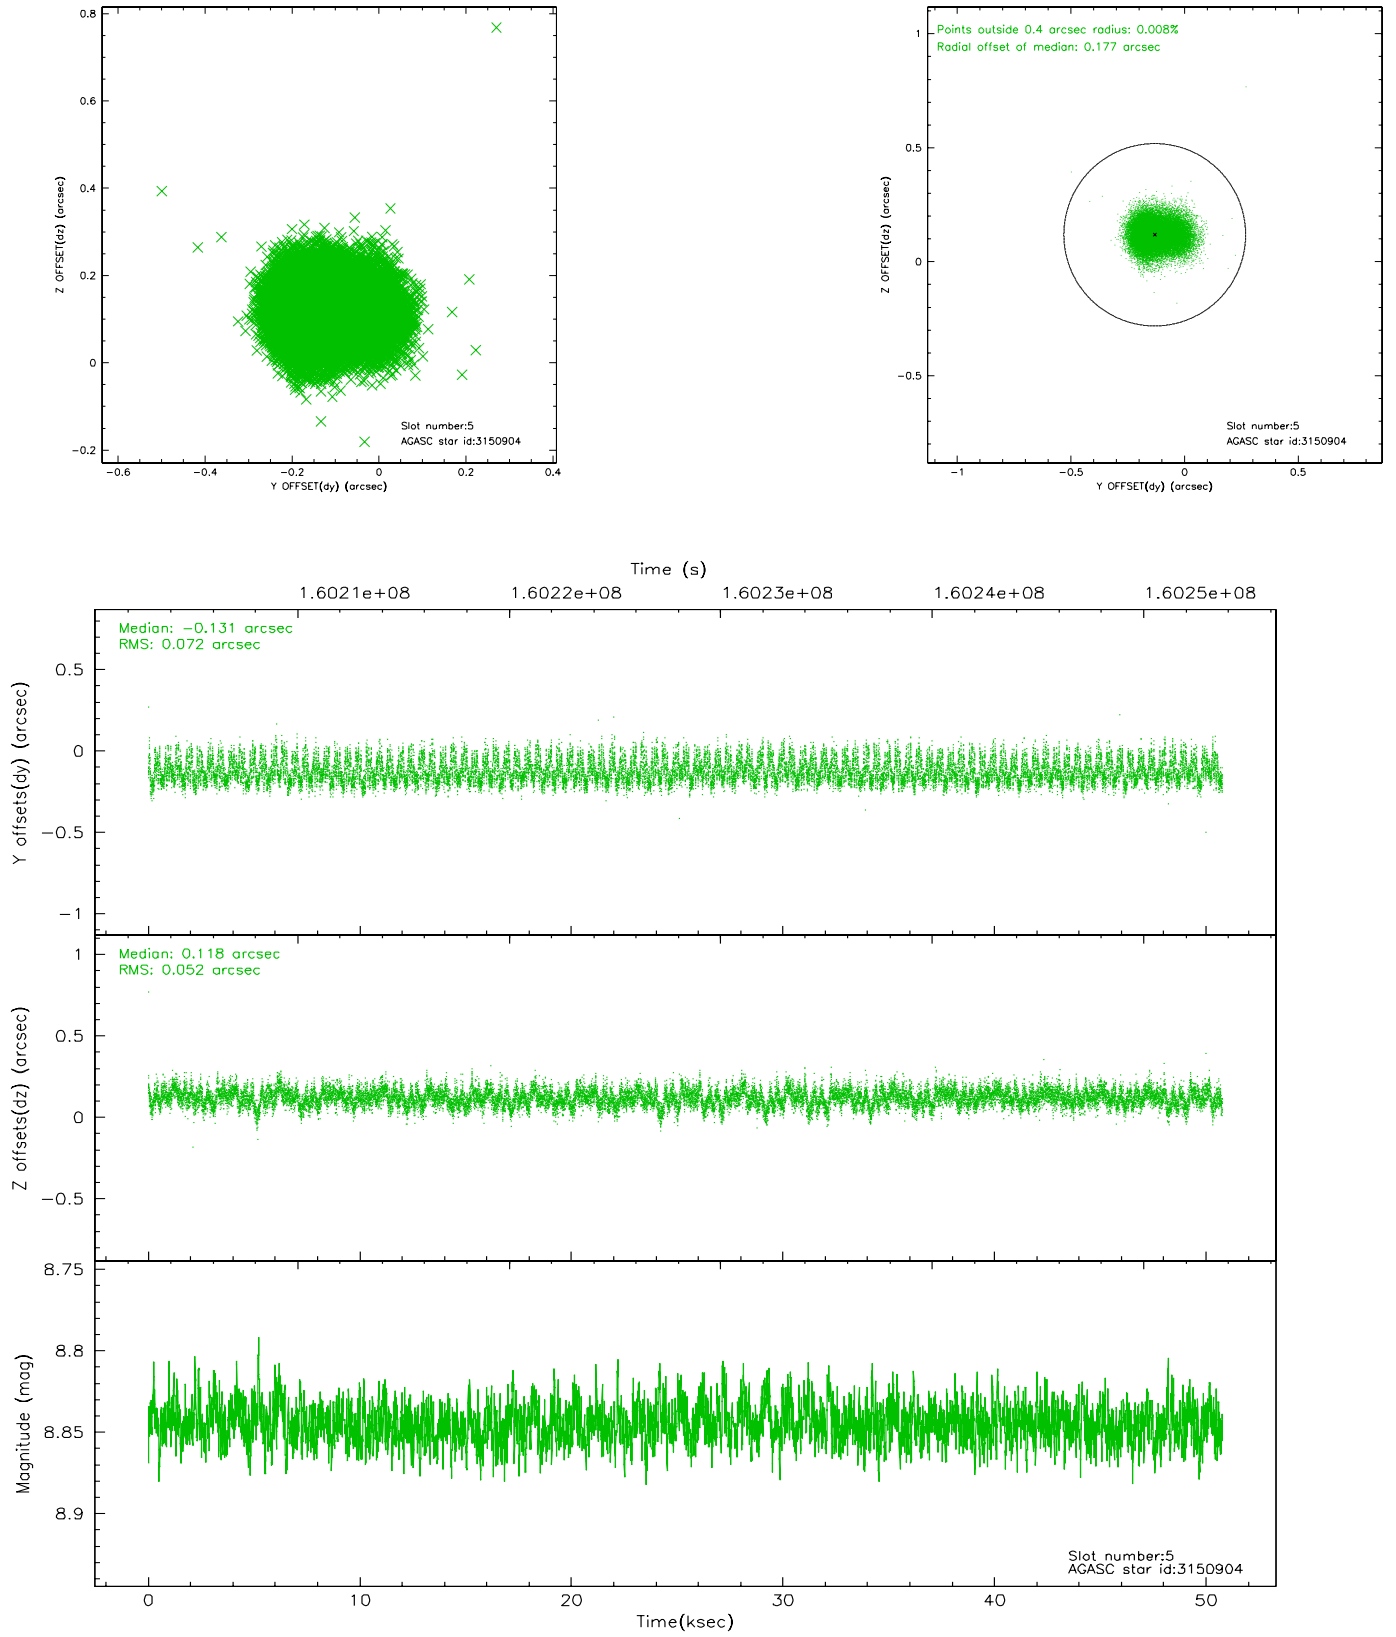 0.8
0.6
0.4
0.2
0
−0.2
−0.6
−0.4
−0.2
0
0.2
0.4
Z OFFSET(dz) (arcsec)
Y OFFSET(dy) (arcsec)
Slot number:5
AGASC star id:3150904
Points outside 0.4 arcsec radius: 0.008%
Radial offset of median: 0.177 arcsec
1
0.5
0
−0.5
−1
−0.5
0
0.5
Z OFFSET(dz) (arcsec)
Y OFFSET(dy) (arcsec)
Slot number:5
AGASC star id:3150904
Time (s)
1.6021e+08
1.6022e+08
1.6023e+08
1.6024e+08
1.6025e+08
Median: −0.131 arcsec
RMS: 0.072 arcsec
0.5
0
−0.5
−1
Y offsets(dy) (arcsec)
Median: 0.118 arcsec
RMS: 0.052 arcsec
1
0.5
0
−0.5
Z offsets(dz) (arcsec)
8.75
8.8
8.85
8.9
Magnitude (mag)
Slot number:5
AGASC star id:3150904
0
10
20
30
40
50
Time(ksec)